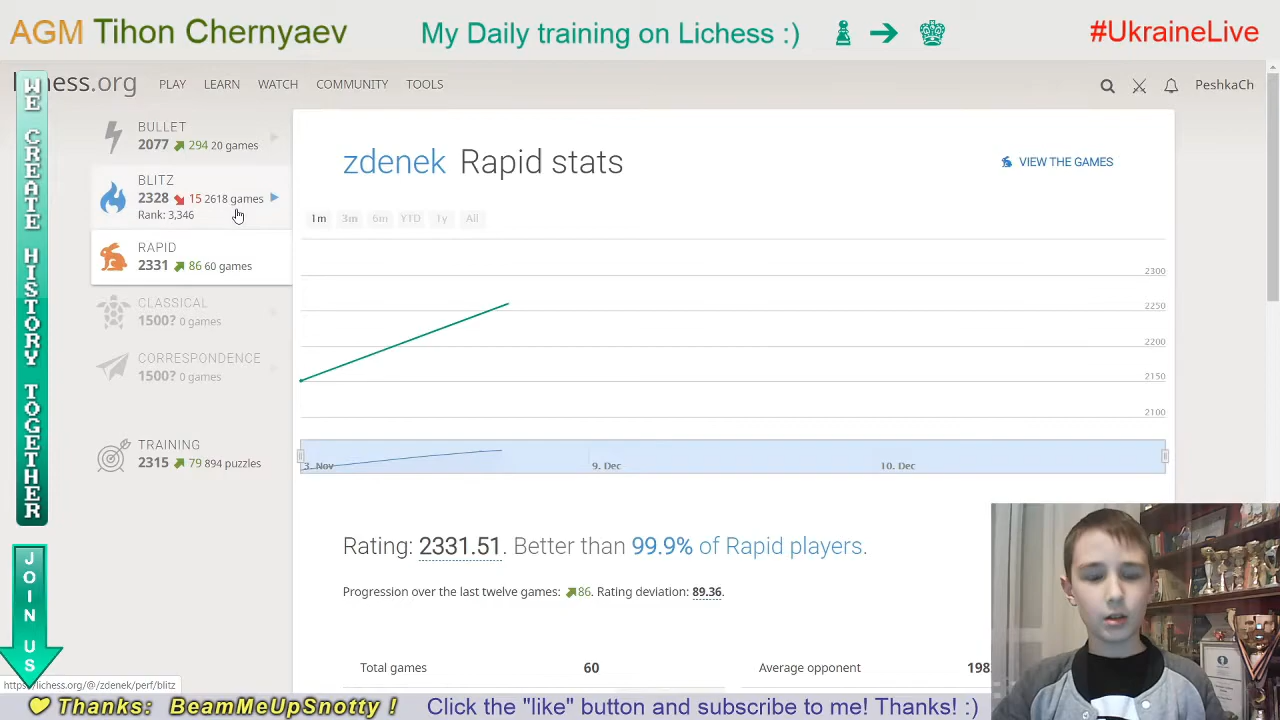 AGM Tihon Chernyaev
My Daily training on Lichess :)
#UkraineLive
WE CREATE HISTORY TOGETHER
JOIN US
hess.org
PLAY LEARN WATCH COMMUNITY TOOLS
PeshkaCh
BULLET
2077 294 20 games
BLITZ
2328 15 2618 games
Rank: 3,346
RAPID
2331 86 60 games
CLASSICAL
1500? 0 games
CORRESPONDENCE
1500? 0 games
TRAINING
2315 79 894 puzzles
zdenek Rapid stats
VIEW THE GAMES
1m 3m 6m YTD 1y All
2300
2250
2200
2150
2100
3. Nov 9. Dec 10. Dec
Rating: 2331.51. Better than 99.9% of Rapid players.
Progression over the last twelve games: 86. Rating deviation: 89.36.
Total games 60 Average opponent 198
https://lichess.org/@/zdenek/perf/blitz
Thanks: BeamMeUpSnotty !
Click the "like" button and subscribe to me! Thanks! :)